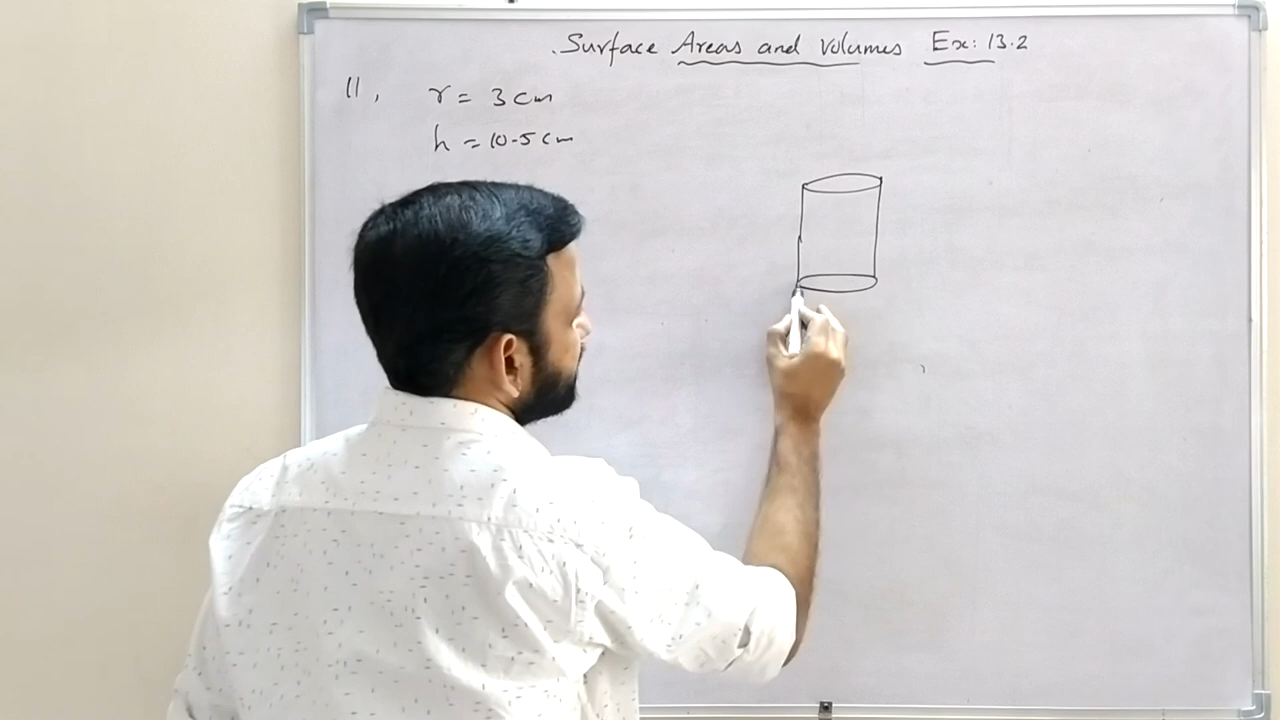 .Surface Areas and volumes Ex: 13.2
11, r = 3 cm
h = 10.5 cm